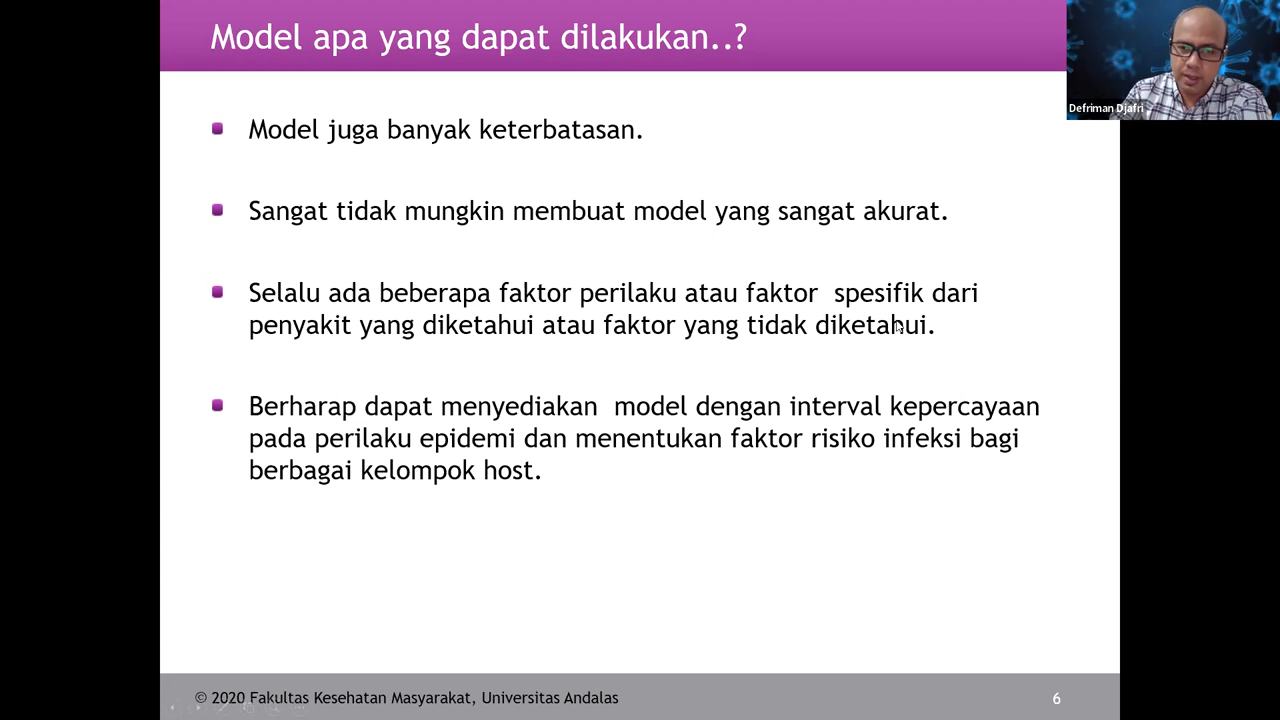 Model apa yang dapat dilakukan..?
Defriman Djafri
Model juga banyak keterbatasan.
Sangat tidak mungkin membuat model yang sangat akurat.
Selalu ada beberapa faktor perilaku atau faktor  spesifik dari
penyakit yang diketahui atau faktor yang tidak diketahui.
Berharap dapat menyediakan  model dengan interval kepercayaan
pada perilaku epidemi dan menentukan faktor risiko infeksi bagi
berbagai kelompok host.
© 2020 Fakultas Kesehatan Masyarakat, Universitas Andalas
6